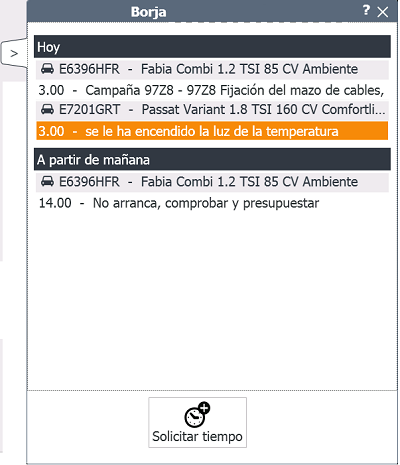 Borja
? ×
>
Hoy
E6396HFR - Fabia Combi 1.2 TSI 85 CV Ambiente
3.00 - Campaña 97Z8 - 97Z8 Fijación del mazo de cables,
E7201GRT - Passat Variant 1.8 TSI 160 CV Comfortli...
3.00 - se le ha encendido la luz de la temperatura
A partir de mañana
E6396HFR - Fabia Combi 1.2 TSI 85 CV Ambiente
14.00 - No arranca, comprobar y presupuestar
Solicitar tiempo